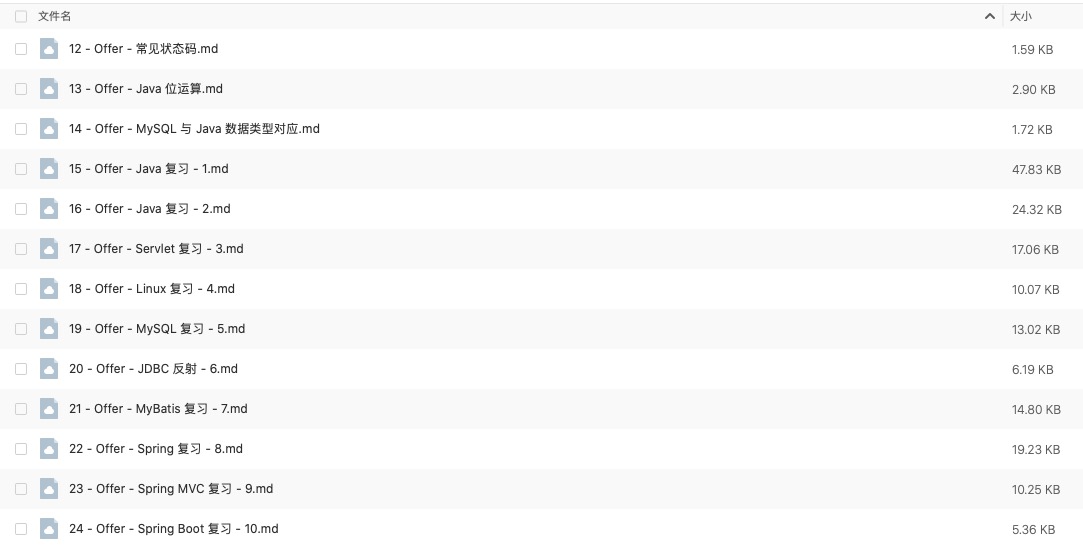 文件名 大小
12 - Offer - 常见状态码.md 1.59 KB
13 - Offer - Java 位运算.md 2.90 KB
14 - Offer - MySQL 与 Java 数据类型对应.md 1.72 KB
15 - Offer - Java 复习 - 1.md 47.83 KB
16 - Offer - Java 复习 - 2.md 24.32 KB
17 - Offer - Servlet 复习 - 3.md 17.06 KB
18 - Offer - Linux 复习 - 4.md 10.07 KB
19 - Offer - MySQL 复习 - 5.md 13.02 KB
20 - Offer - JDBC 反射 - 6.md 6.19 KB
21 - Offer - MyBatis 复习 - 7.md 14.80 KB
22 - Offer - Spring 复习 - 8.md 19.23 KB
23 - Offer - Spring MVC 复习 - 9.md 10.25 KB
24 - Offer - Spring Boot 复习 - 10.md 5.36 KB